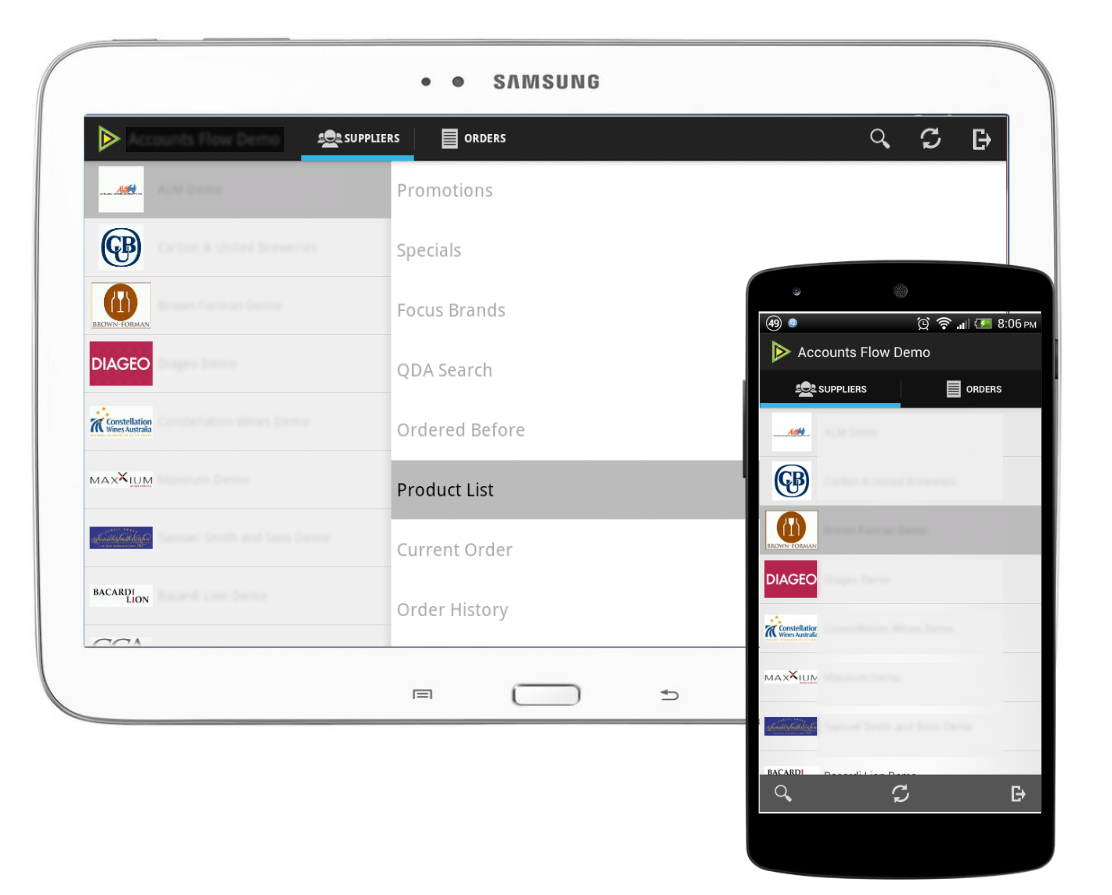 SAMSUNG
Accounts Flow Demo
SUPPLIERS
ORDERS
ALM Demo
Carlton & United Breweries
BROWN-FORMAN
Brown Forman Demo
DIAGEO
Diageo Demo
Constellation
Wines Australia
Constellation Wines Demo
MAXXIUM
Maxxium Demo
Samuel Smith and Sons Demo
BACARDI
LION
Bacardi Lion Demo
CCA
Promotions
Specials
Focus Brands
QDA Search
Ordered Before
Product List
Current Order
Order History
49
8:06 PM
Accounts Flow Demo
SUPPLIERS
ORDERS
ALM Demo
CUB
Carlton & United Breweries
BROWN-FORMAN
Brown Forman Demo
DIAGEO
Diageo Demo
Constellation
Wines Australia
Constellation Wines Demo
MAXXIUM
Maxxium Demo
Samuel Smith and Sons Demo
BACARDI
Bacardi Lion Demo